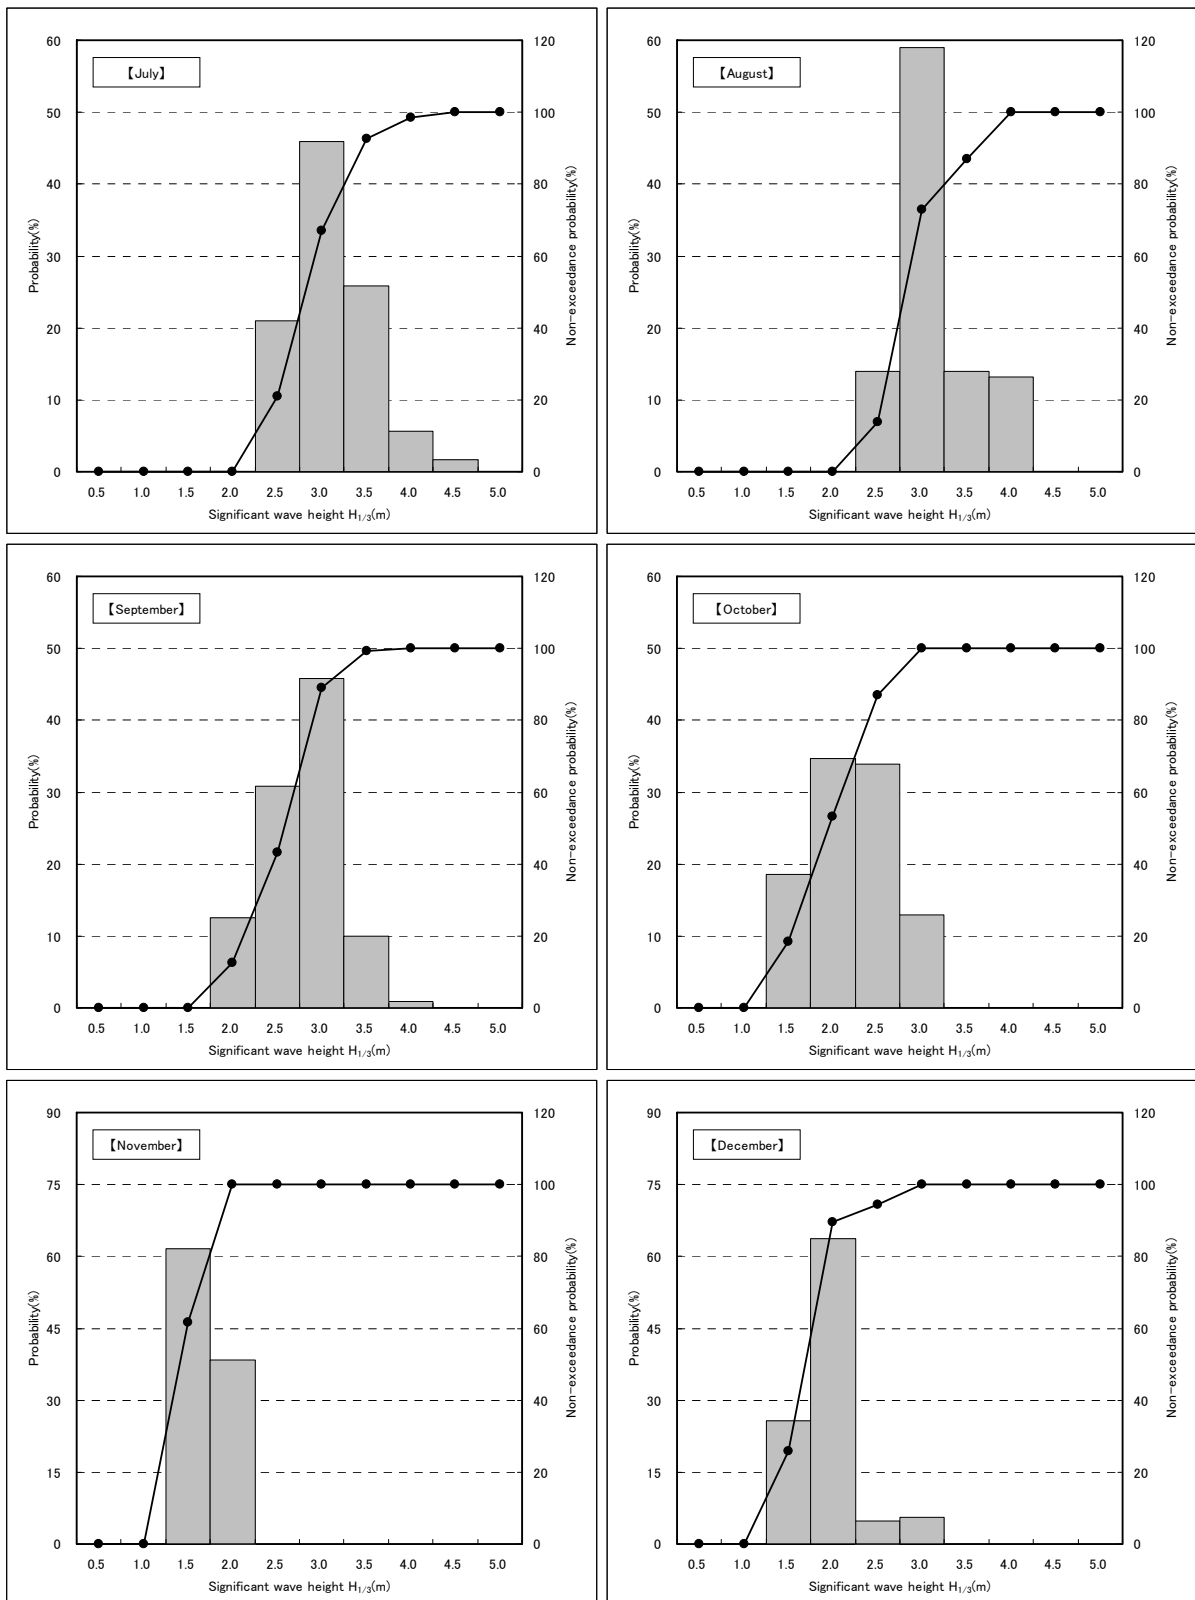 【July】
60
50
40
30
20
10
0
Probability(%)
120
100
80
60
40
20
0
Non-exceedance probability(%)
0.5 1.0 1.5 2.0 2.5 3.0 3.5 4.0 4.5 5.0
Significant wave height H1/3(m)
【August】
60
50
40
30
20
10
0
Probability(%)
120
100
80
60
40
20
0
Non-exceedance probability(%)
0.5 1.0 1.5 2.0 2.5 3.0 3.5 4.0 4.5 5.0
Significant wave height H1/3(m)
【September】
60
50
40
30
20
10
0
Probability(%)
120
100
80
60
40
20
0
Non-exceedance probability(%)
0.5 1.0 1.5 2.0 2.5 3.0 3.5 4.0 4.5 5.0
Significant wave height H1/3(m)
【October】
60
50
40
30
20
10
0
Probability(%)
120
100
80
60
40
20
0
Non-exceedance probability(%)
0.5 1.0 1.5 2.0 2.5 3.0 3.5 4.0 4.5 5.0
Significant wave height H1/3(m)
【November】
90
75
60
45
30
15
0
Probability(%)
120
100
80
60
40
20
0
Non-exceedance probability(%)
0.5 1.0 1.5 2.0 2.5 3.0 3.5 4.0 4.5 5.0
Significant wave height H1/3(m)
【December】
90
75
60
45
30
15
0
Probability(%)
120
100
80
60
40
20
0
Non-exceedance probability(%)
0.5 1.0 1.5 2.0 2.5 3.0 3.5 4.0 4.5 5.0
Significant wave height H1/3(m)